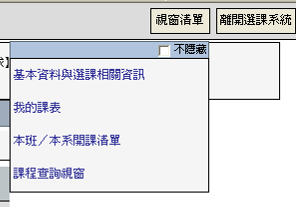 視窗清單 離開選課系統
不隱藏
基本資料與選課相關資訊
我的課表
本班／本系開課清單
課程查詢視窗